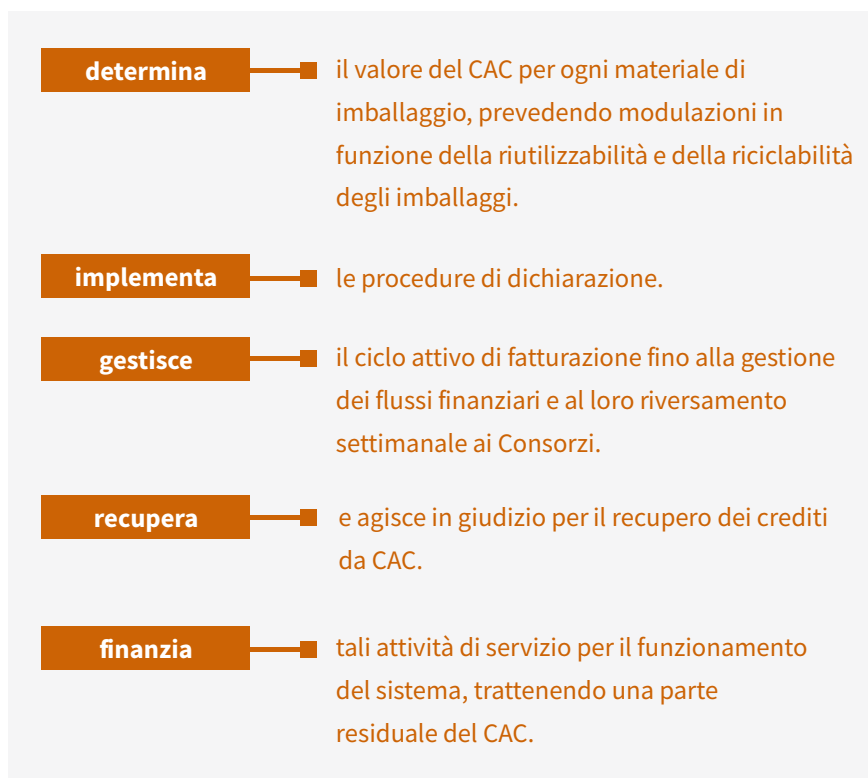 determina
il valore del CAC per ogni materiale di
imballaggio, prevedendo modulazioni in
funzione della riutilizzabilità e della riciclabilità
degli imballaggi.
implementa
le procedure di dichiarazione.
gestisce
il ciclo attivo di fatturazione fino alla gestione
dei flussi finanziari e al loro riversamento
settimanale ai Consorzi.
recupera
e agisce in giudizio per il recupero dei crediti
da CAC.
finanzia
tali attività di servizio per il funzionamento
del sistema, trattenendo una parte
residuale del CAC.